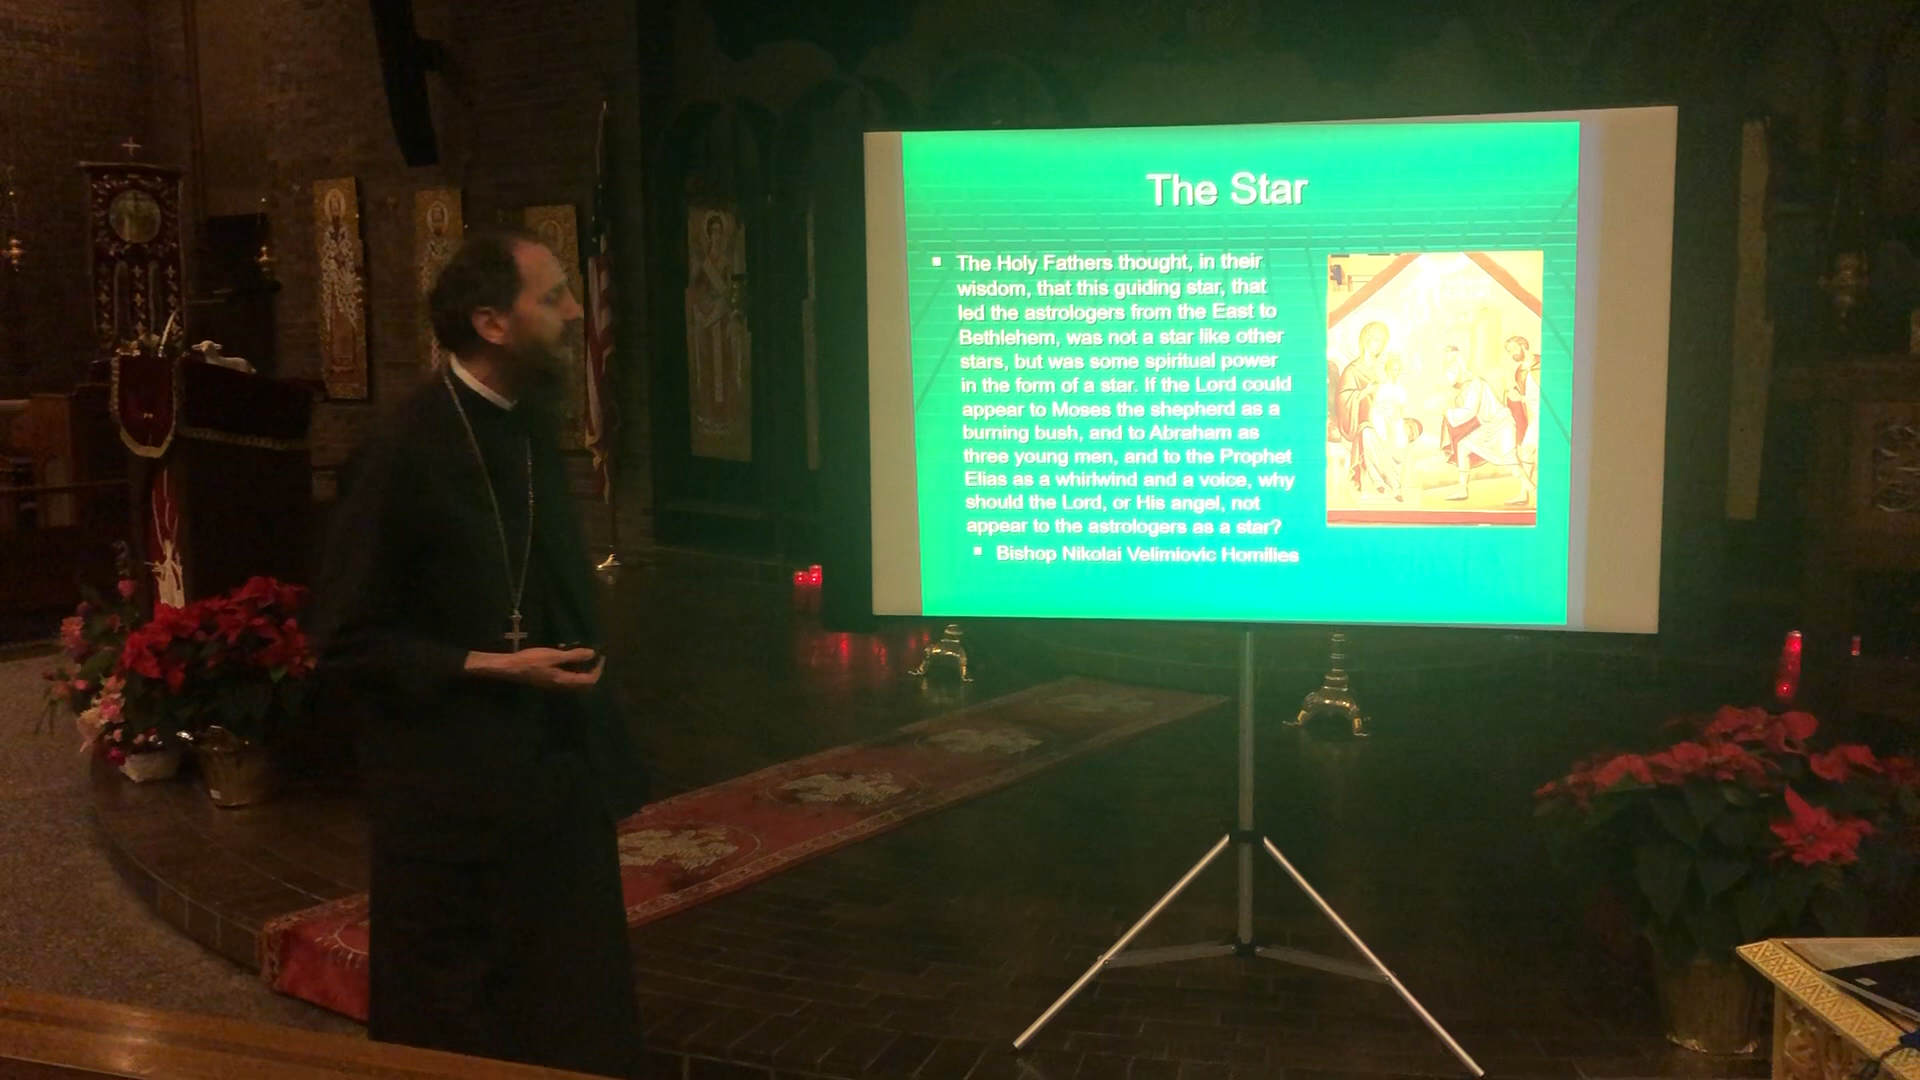 The Star
The Holy Fathers thought, in their
wisdom, that this guiding star, that
led the astrologers from the East to
Bethlehem, was not a star like other
stars, but was some spiritual power
in the form of a star. If the Lord could
appear to Moses the shepherd as a
burning bush, and to Abraham as
three young men, and to the Prophet
Elias as a whirlwind and a voice, why
should the Lord, or His angel, not
appear to the astrologers as a star?
Bishop Nikolai Velimiovic Homilies